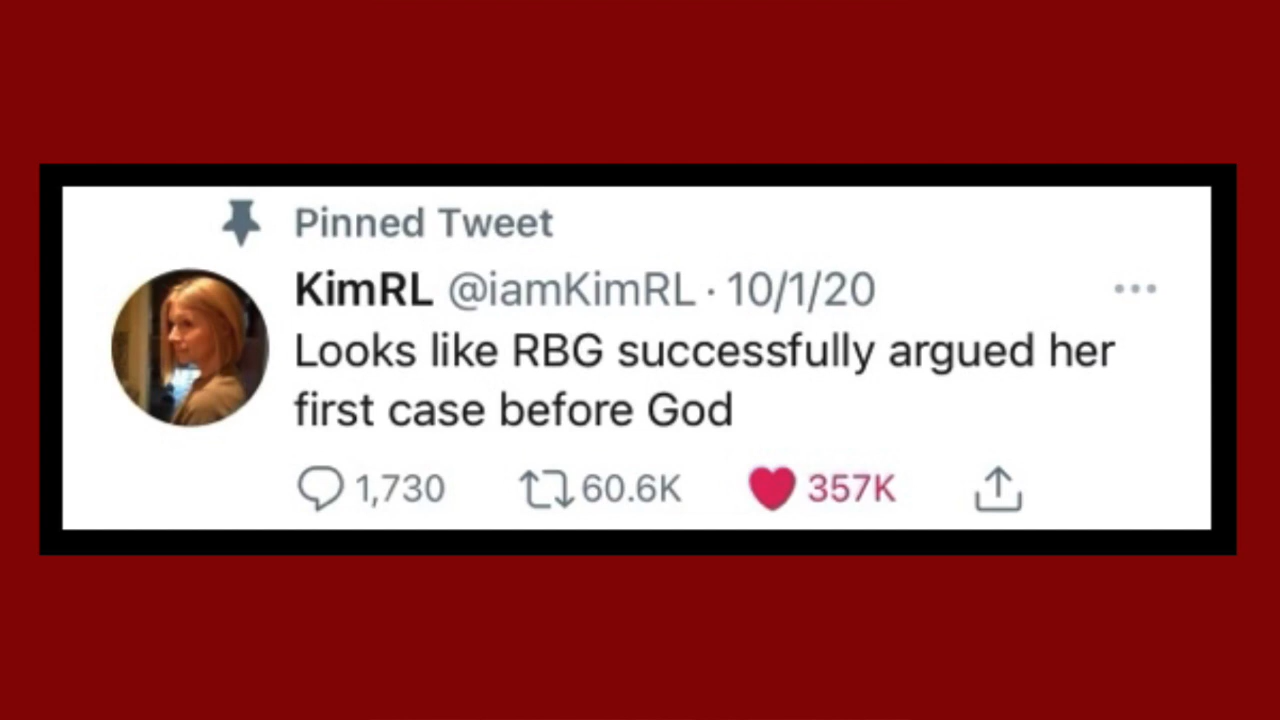 Pinned Tweet
KimRL @iamKimRL · 10/1/20
Looks like RBG successfully argued her
first case before God
1,730 60.6K 357K